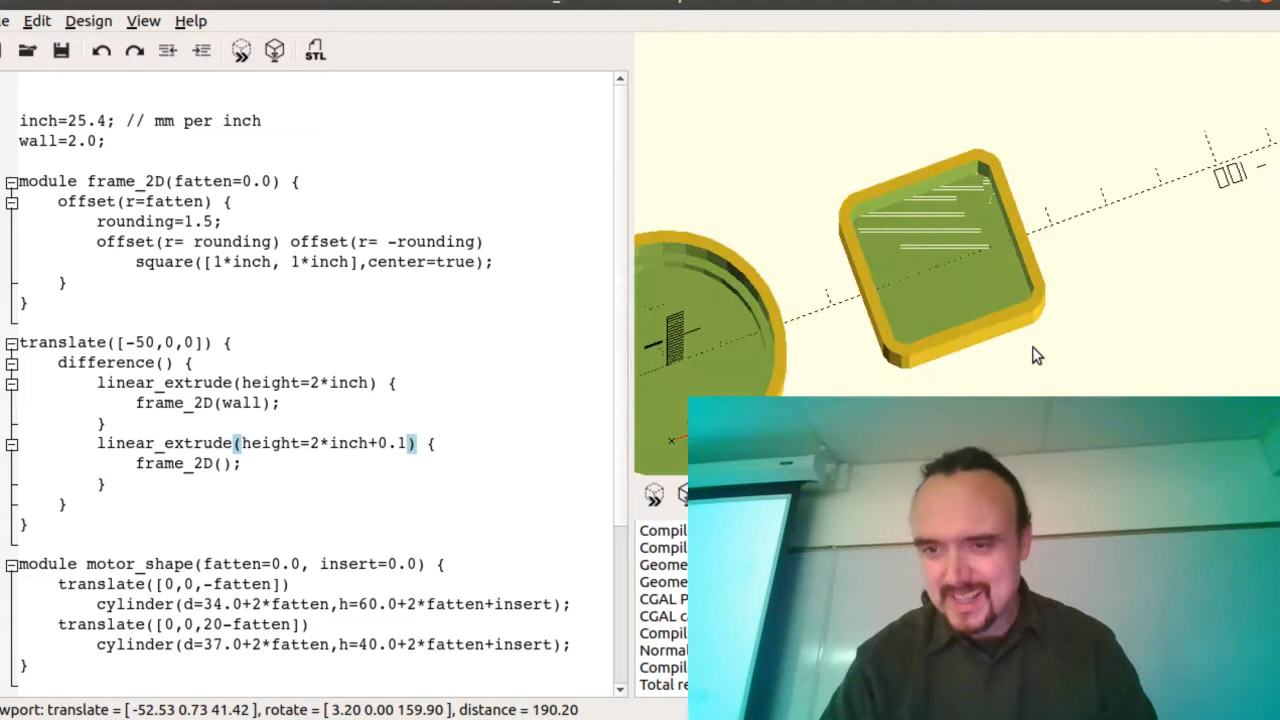 Edit Design View Help
STL
inch=25.4; // mm per inch
wall=2.0;
module frame_2D(fatten=0.0) {
offset(r=fatten) {
rounding=1.5;
offset(r= rounding) offset(r= -rounding)
square([1*inch, 1*inch],center=true);
}
}
translate([-50,0,0]) {
difference() {
linear_extrude(height=2*inch) {
frame_2D(wall);
}
linear_extrude(height=2*inch+0.1) {
frame_2D();
}
}
}
module motor_shape(fatten=0.0, insert=0.0) {
translate([0,0,-fatten])
cylinder(d=34.0+2*fatten,h=60.0+2*fatten+insert);
translate([0,0,20-fatten])
cylinder(d=37.0+2*fatten,h=40.0+2*fatten+insert);
}
Compil
Compil
Geome
Geome
CGAL P
CGAL ca
Compil
Norma
Compil
Total re
wport: translate = [ -52.53 0.73 41.42 ], rotate = [ 3.20 0.00 159.90 ], distance = 190.20